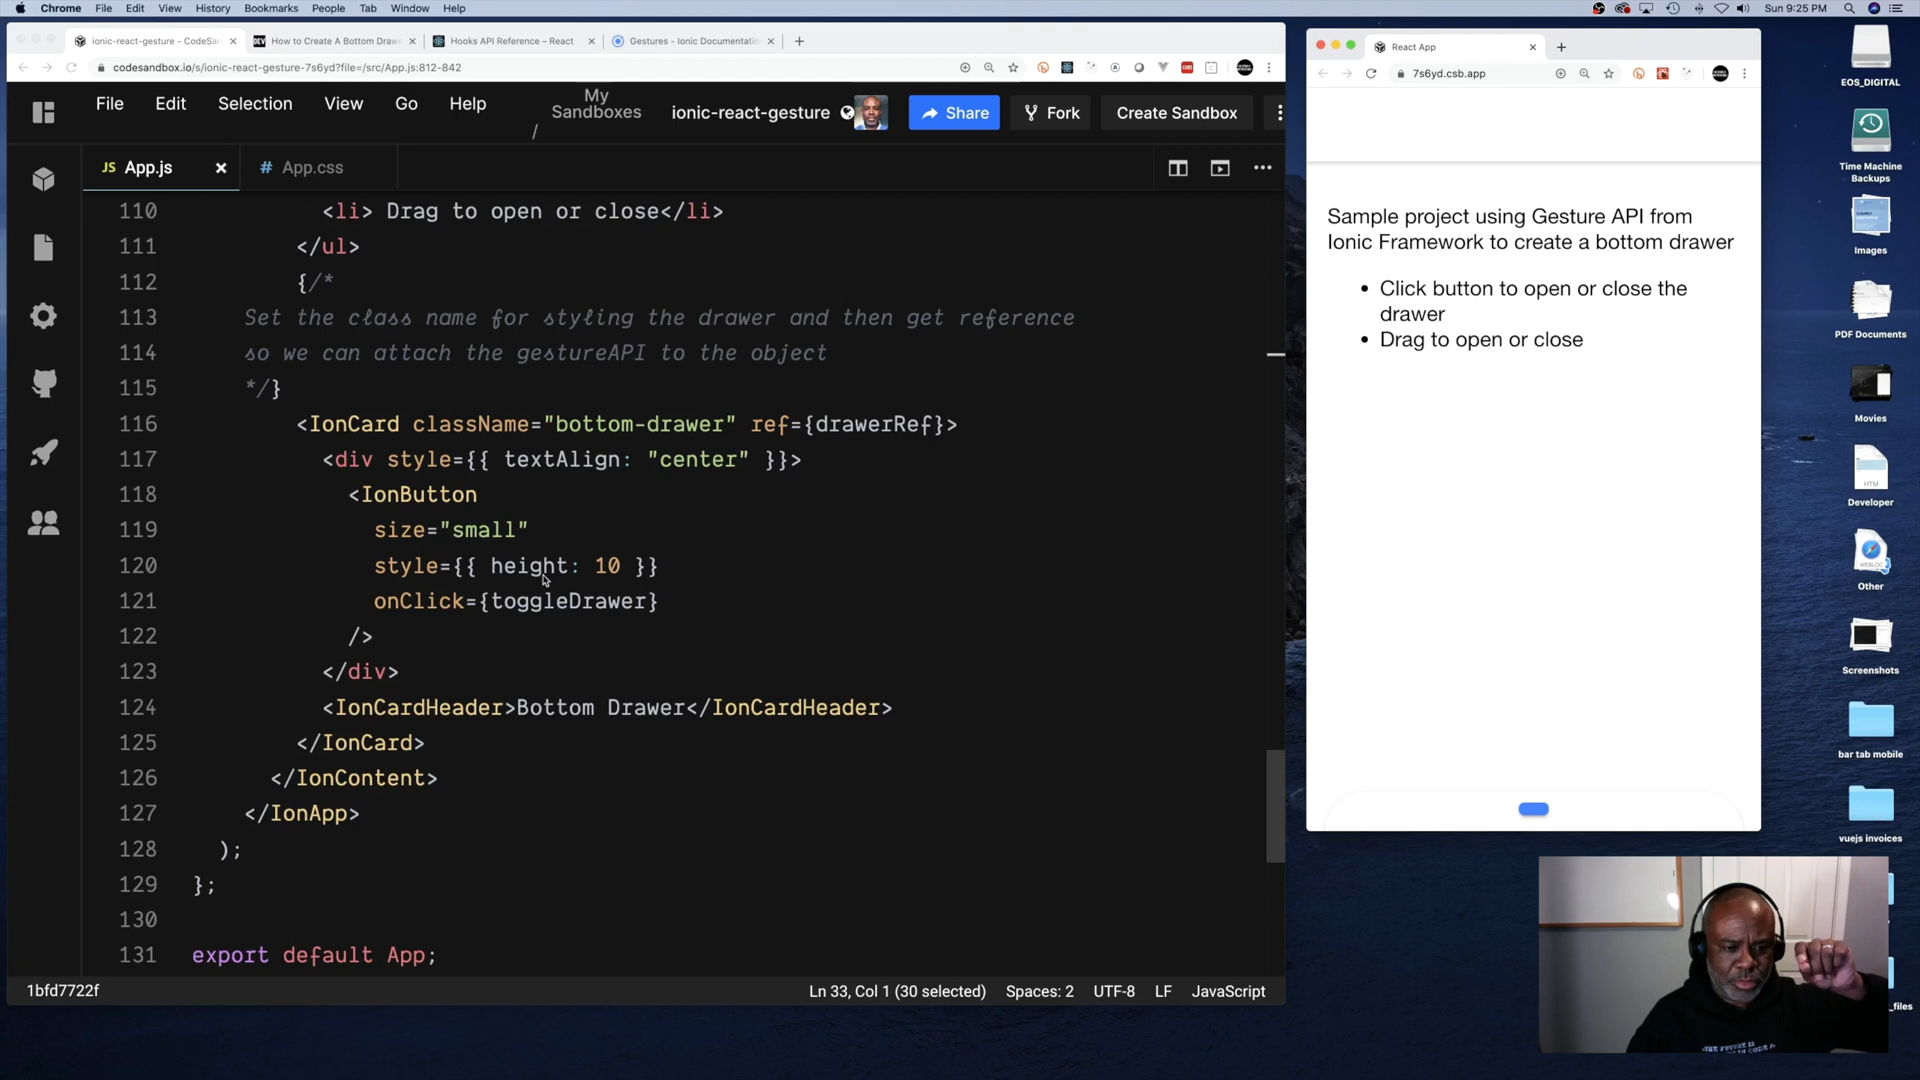 Chrome File Edit View History Bookmarks People Tab Window Help
Sun 9:25 PM
ionic-react-gesture - CodeSan
How to Create A Bottom Drawe
Hooks API Reference – React
Gestures - Ionic Documentatio
codesandbox.io/s/ionic-react-gesture-7s6yd?file=/src/App.js:812-842
File Edit Selection View Go Help
My Sandboxes /
ionic-react-gesture
Share
Fork
Create Sandbox
JS App.js
# App.css
110 <li> Drag to open or close</li>
111 </ul>
112 {/*
113 Set the class name for styling the drawer and then get reference
114 so we can attach the gestureAPI to the object
115 */}
116 <IonCard className="bottom-drawer" ref={drawerRef}>
117 <div style={{ textAlign: "center" }}>
118 <IonButton
119 size="small"
120 style={{ height: 10 }}
121 onClick={toggleDrawer}
122 />
123 </div>
124 <IonCardHeader>Bottom Drawer</IonCardHeader>
125 </IonCard>
126 </IonContent>
127 </IonApp>
128 );
129 };
130
131 export default App;
1bfd7722f
Ln 33, Col 1 (30 selected) Spaces: 2 UTF-8 LF JavaScript
React App
7s6yd.csb.app
Sample project using Gesture API from
Ionic Framework to create a bottom drawer
• Click button to open or close the
drawer
• Drag to open or close
EOS_DIGITAL
Time Machine
Backups
Images
PDF Documents
Movies
HTM
Developer
WEBLOC
Other
Screenshots
bar tab mobile
vuejs invoices
_files